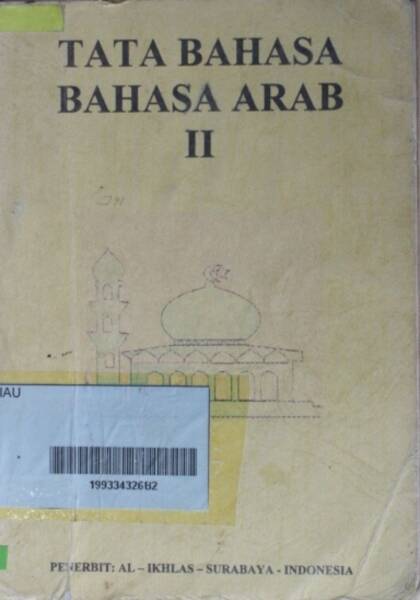 TATA BAHASA
BAHASA ARAB
II
IAU
19933432682
PENERBIT: AL – IKHLAS – SURABAYA - INDONESIA